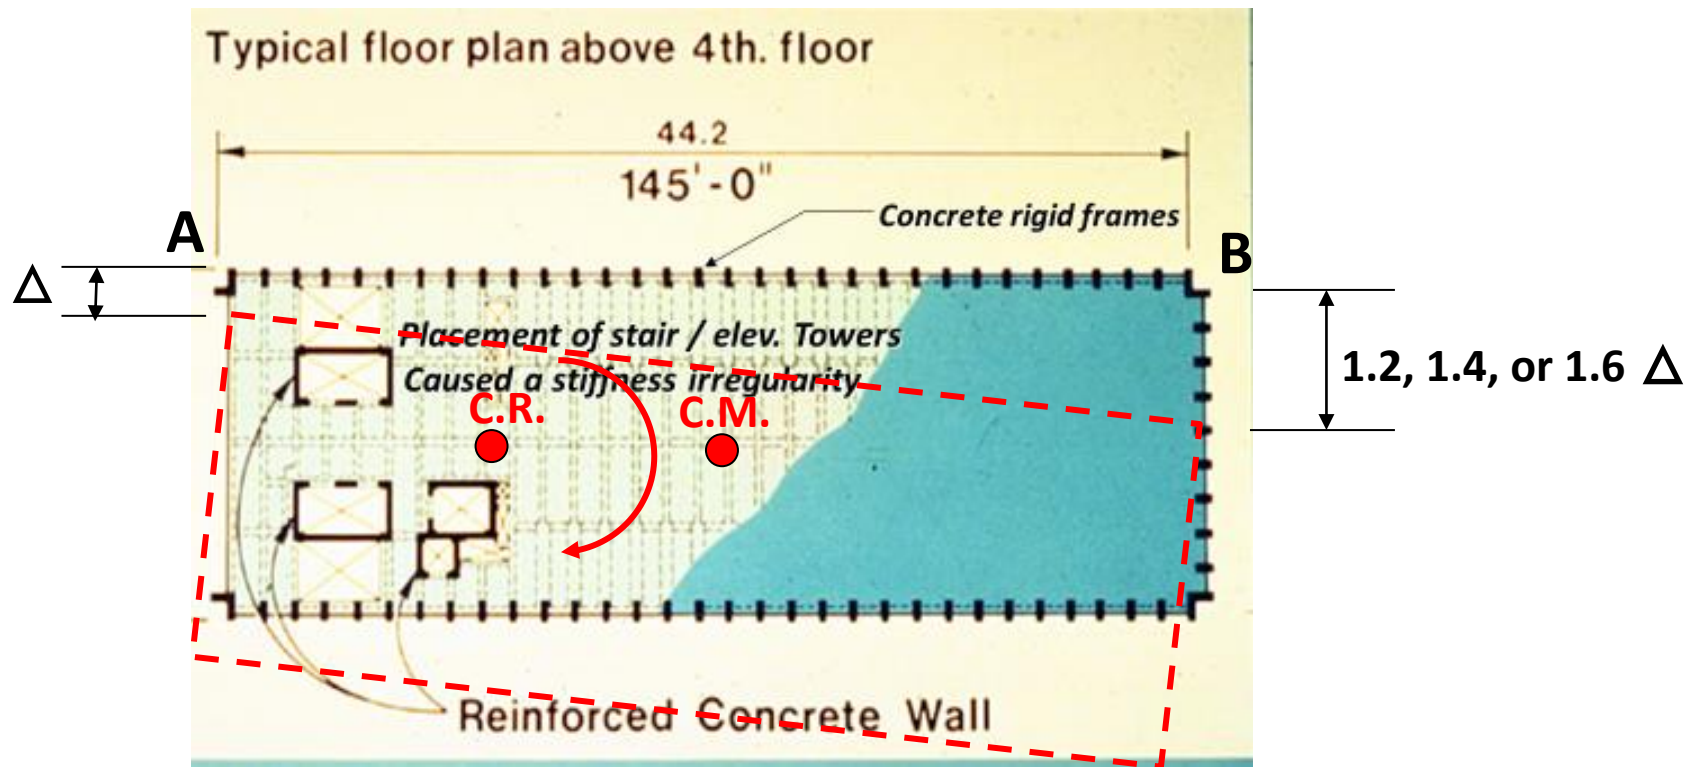 Typical floor plan above 4th. floor
44.2
145'-0"
Concrete rigid frames
A
B
Δ
Placement of stair / elev. Towers
Caused a stiffness irregularity
1.2, 1.4, or 1.6 Δ
C.R.
C.M.
Reinforced Concrete Wall